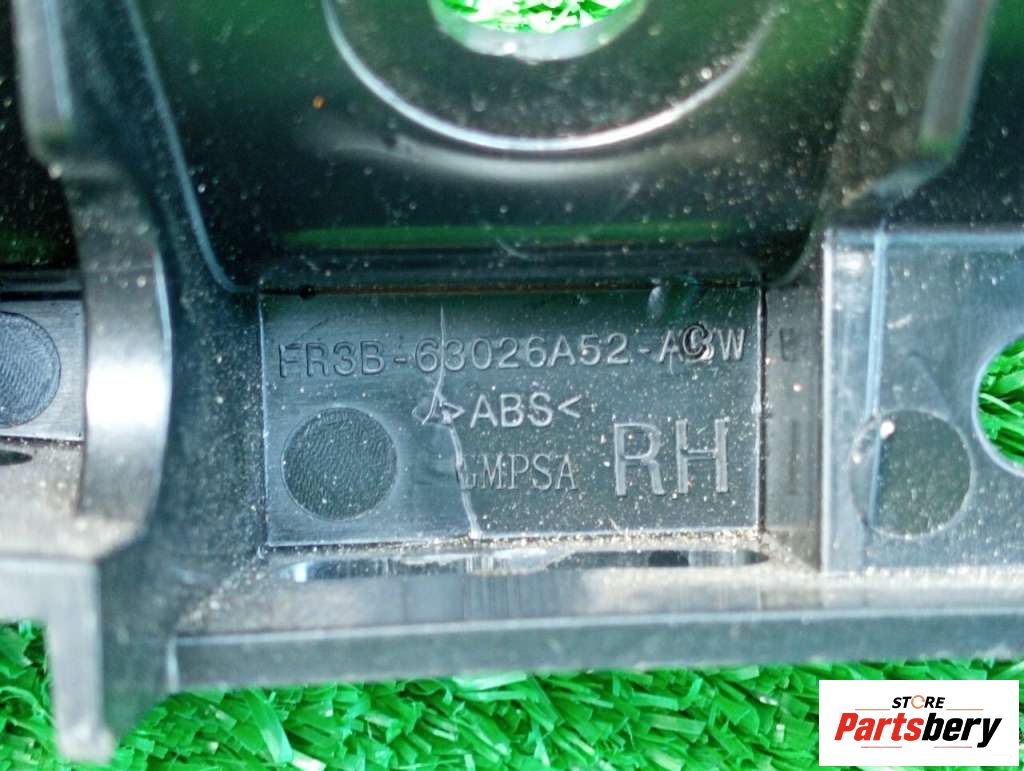 FR3B-63026A52-ACW
>ABS<
GMPSA
RH
STORE
Partsbery